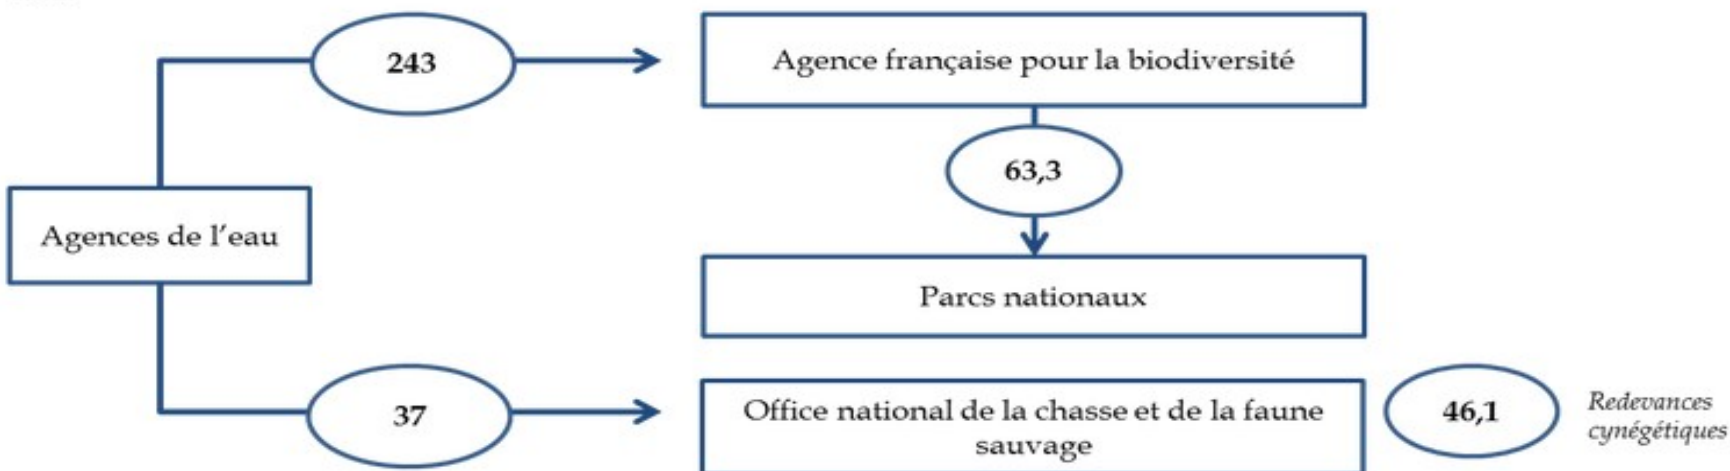 243
Agence française pour la biodiversité
63,3
Agences de l'eau
Parcs nationaux
37
Office national de la chasse et de la faune
sauvage
46,1
Redevances
cynégétiques